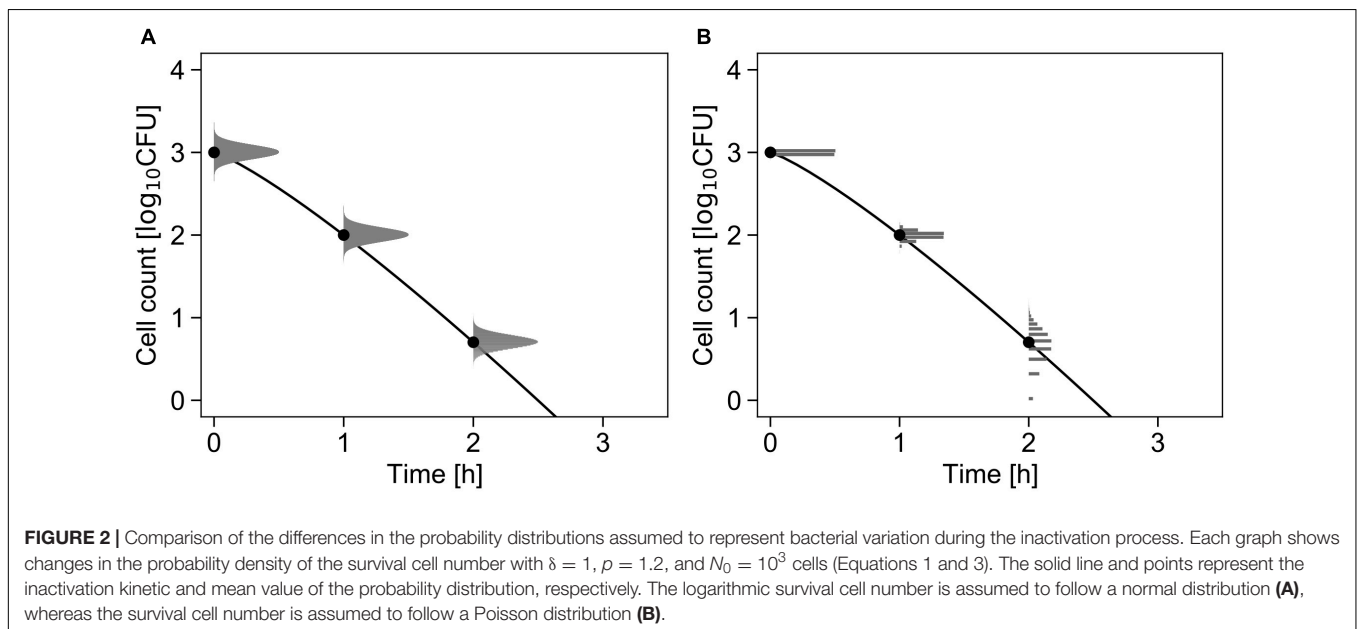 A
B
4
3
2
1
0
Cell count [log₁₀CFU]
0
1
2
3
Time [h]
4
3
2
1
0
Cell count [log₁₀CFU]
0
1
2
3
Time [h]
FIGURE 2 | Comparison of the differences in the probability distributions assumed to represent bacterial variation during the inactivation process. Each graph shows
changes in the probability density of the survival cell number with δ = 1, p = 1.2, and N₀ = 10³ cells (Equations 1 and 3). The solid line and points represent the
inactivation kinetic and mean value of the probability distribution, respectively. The logarithmic survival cell number is assumed to follow a normal distribution (A),
whereas the survival cell number is assumed to follow a Poisson distribution (B).